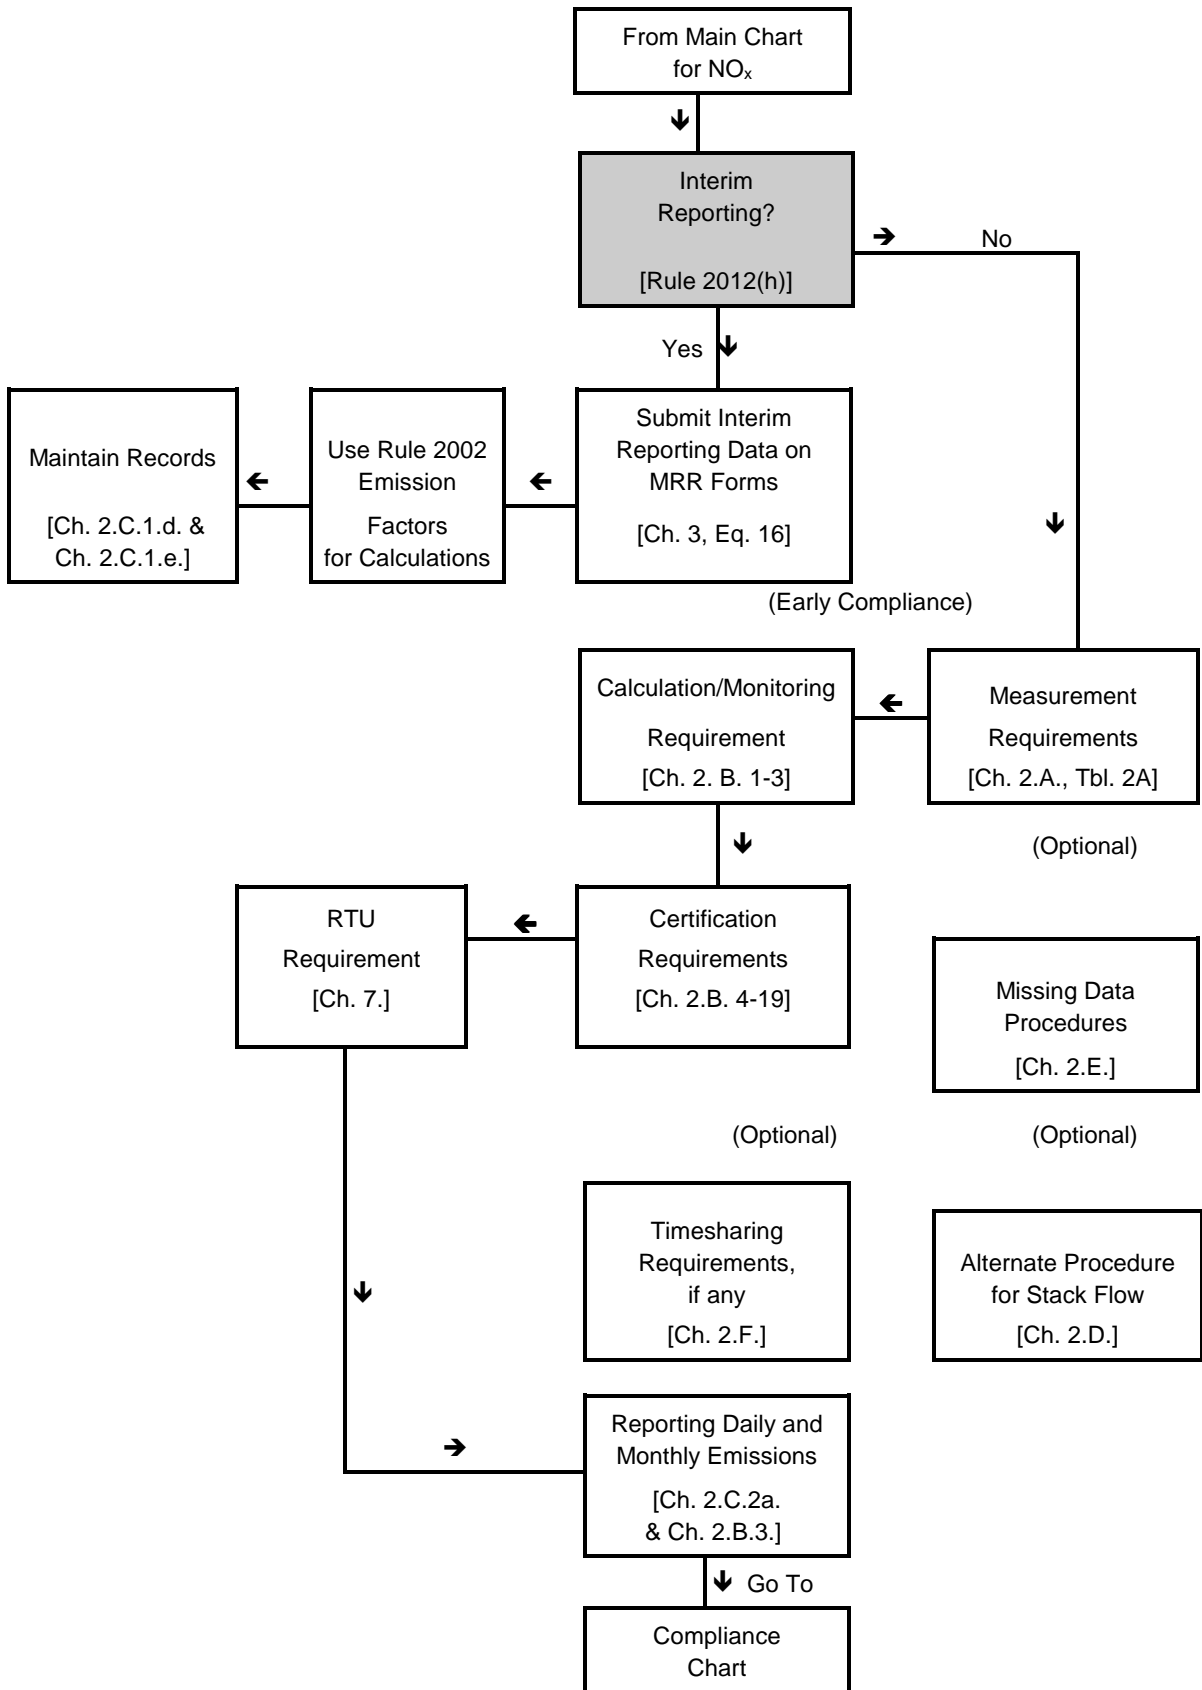 From Main Chart
for NOx
Interim
Reporting?
[Rule 2012(h)]
No
Yes
Submit Interim
Reporting Data on
MRR Forms
[Ch. 3, Eq. 16]
Use Rule 2002
Emission
Factors
for Calculations
Maintain Records
[Ch. 2.C.1.d. &
Ch. 2.C.1.e.]
(Early Compliance)
Measurement
Requirements
[Ch. 2.A., Tbl. 2A]
Calculation/Monitoring
Requirement
[Ch. 2. B. 1-3]
(Optional)
Certification
Requirements
[Ch. 2.B. 4-19]
RTU
Requirement
[Ch. 7.]
Missing Data
Procedures
[Ch. 2.E.]
(Optional)
(Optional)
Timesharing
Requirements,
if any
[Ch. 2.F.]
Alternate Procedure
for Stack Flow
[Ch. 2.D.]
Reporting Daily and
Monthly Emissions
[Ch. 2.C.2a.
& Ch. 2.B.3.]
Go To
Compliance
Chart